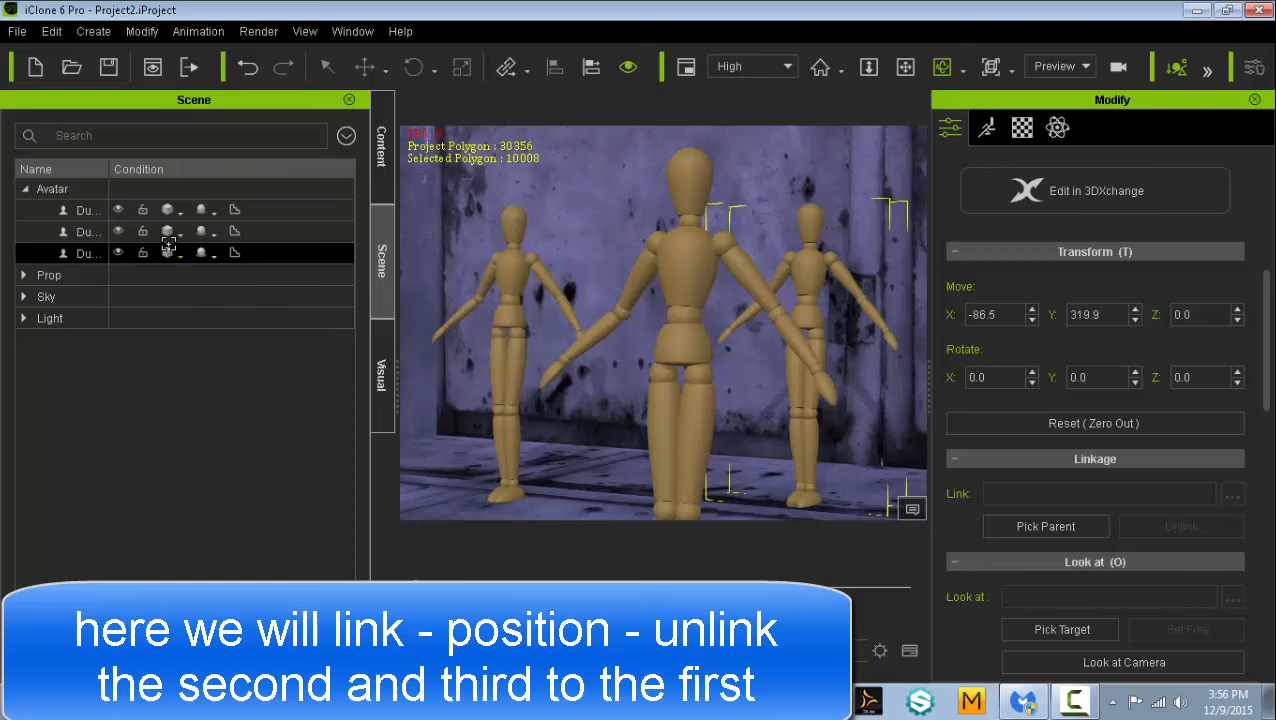 iClone 6 Pro - Project2.iProject
File Edit Create Modify Animation Render View Window Help
High Preview
Scene
Search
Name Condition
Avatar
Du...
Du...
Du...
Prop
Sky
Light
Content
Scene
Visual
Project Polygon : 30356
Selected Polygon : 10008
Modify
Edit in 3DXchange
Transform (T)
Move:
X: -86.5 Y: 319.9 Z: 0.0
Rotate:
X: 0.0 Y: 0.0 Z: 0.0
Reset ( Zero Out )
Linkage
Link: ...
Pick Parent Unlink
Look at (O)
Look at : ...
Pick Target Set Free
Look at Camera
here we will link - position - unlink
the second and third to the first
3:56 PM
12/9/2015